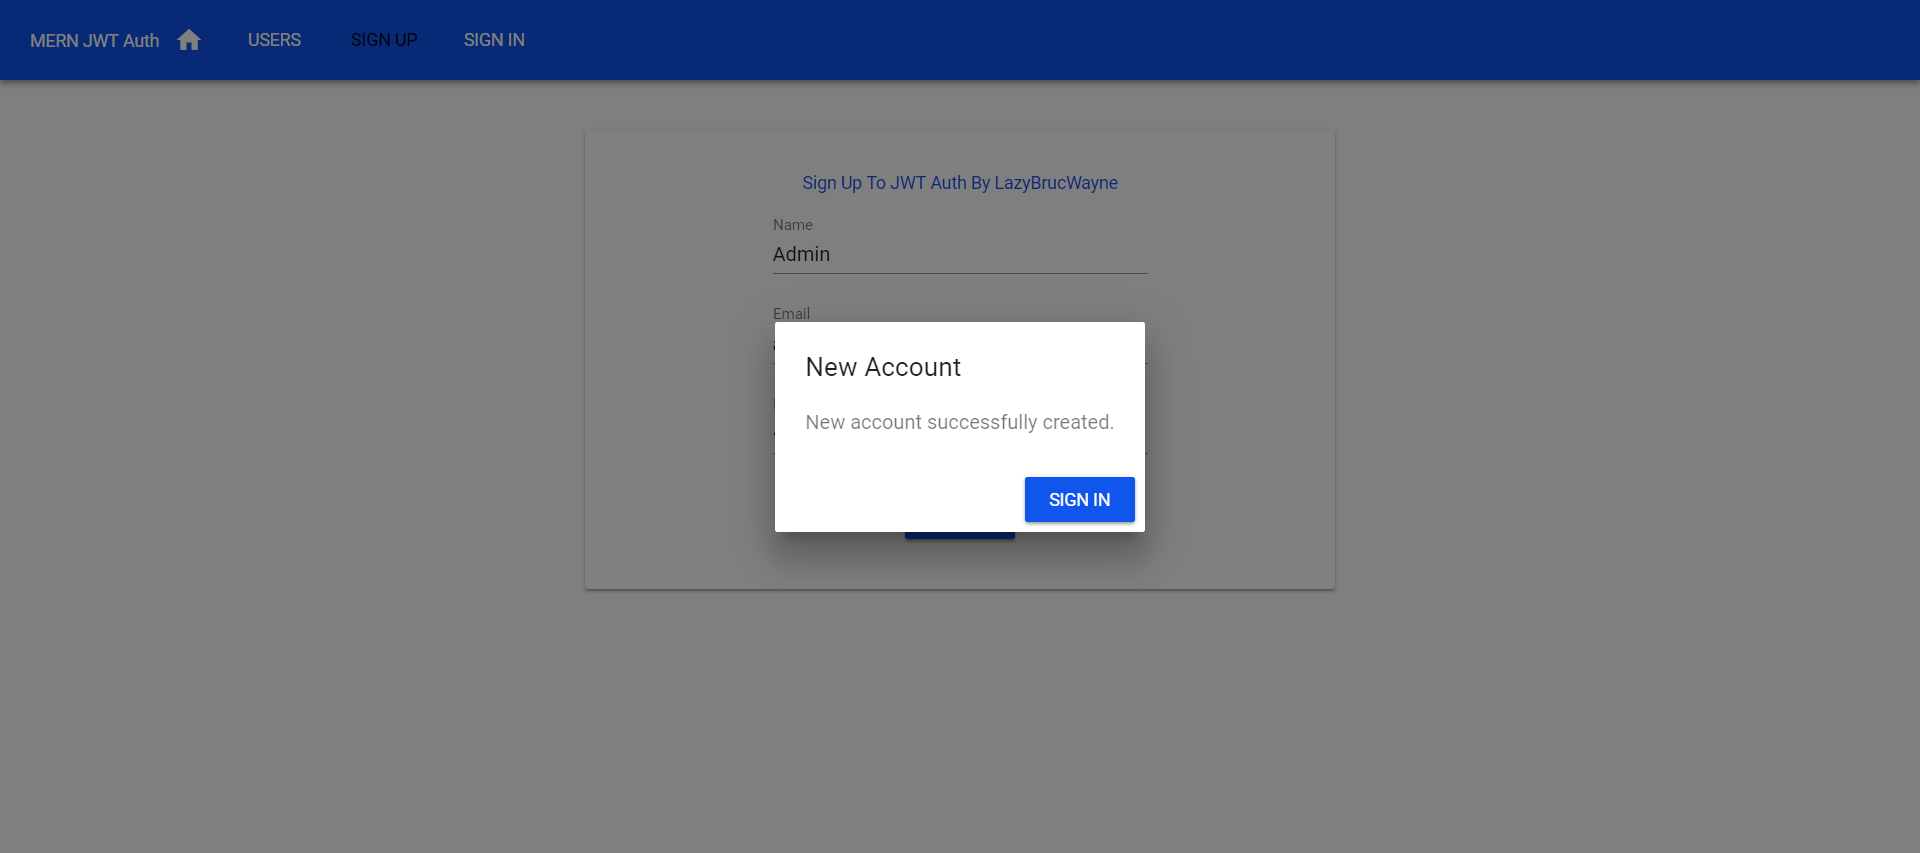 MERN JWT Auth USERS SIGN UP SIGN IN
Sign Up To JWT Auth By LazyBrucWayne
Name
Admin
Email
New Account
New account successfully created.
SIGN IN